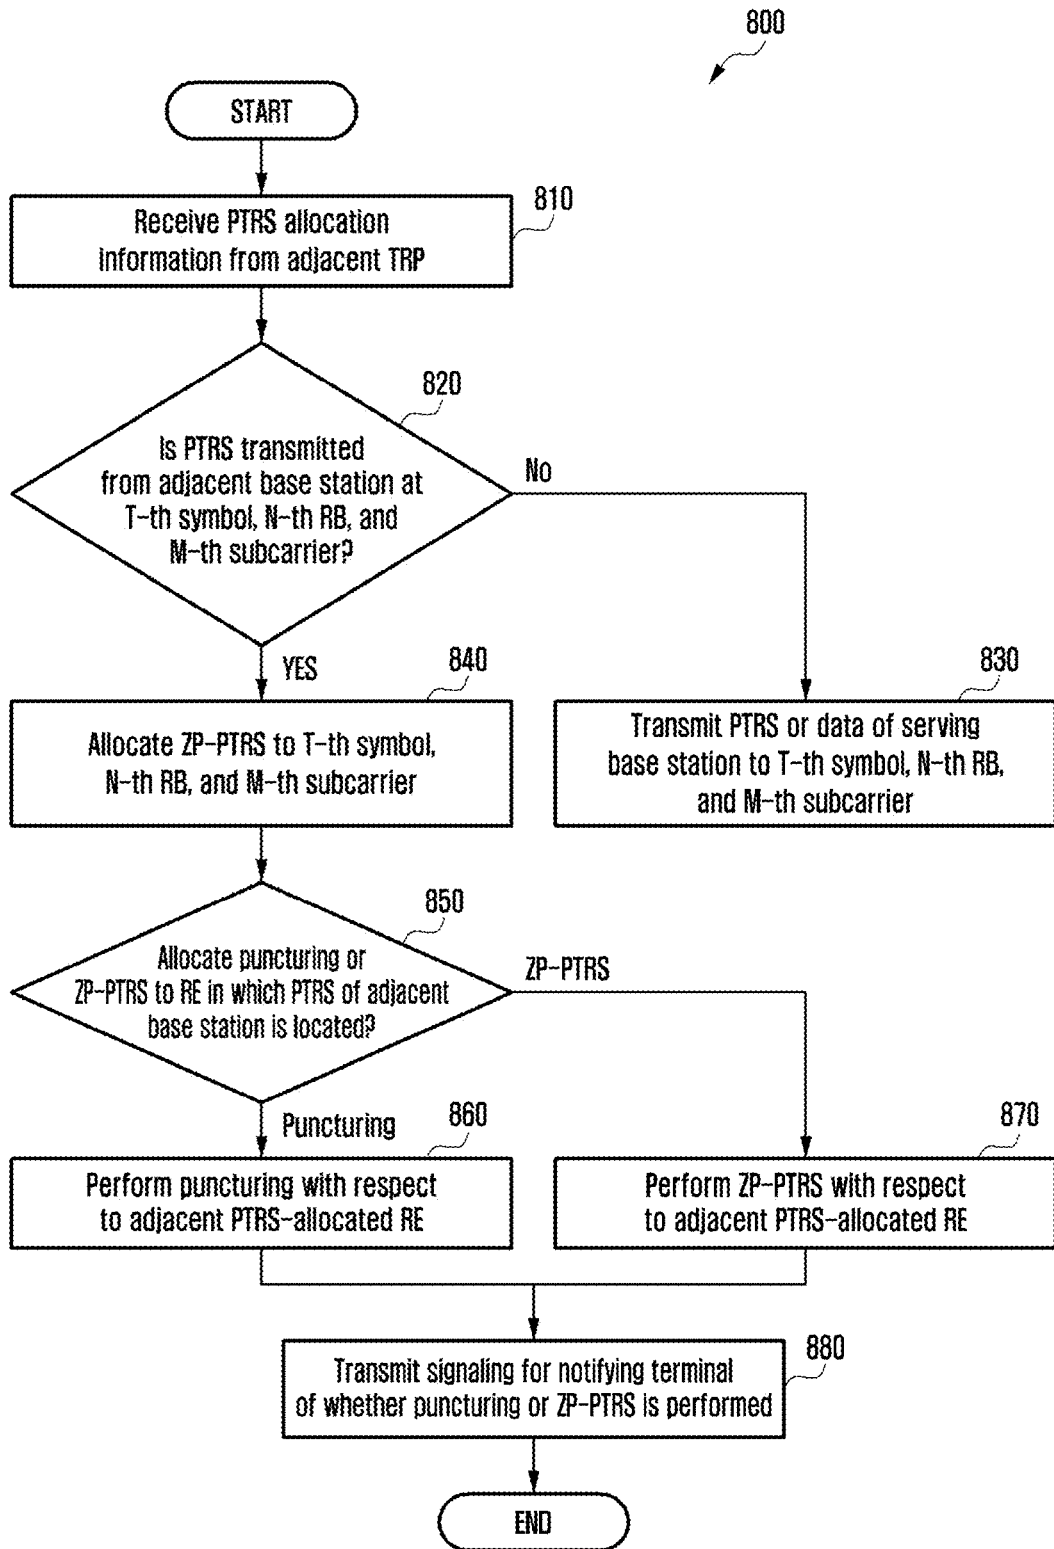 800
START
810
Receive PTRS allocation
information from adjacent TRP
820
Is PTRS transmitted
from adjacent base station at
T-th symbol, N-th RB, and
M-th subcarrier?
No
YES
840
Allocate ZP-PTRS to T-th symbol,
N-th RB, and M-th subcarrier
830
Transmit PTRS or data of serving
base station to T-th symbol, N-th RB,
and M-th subcarrier
850
Allocate puncturing or
ZP-PTRS to RE in which PTRS of adjacent
base station is located?
ZP-PTRS
Puncturing
860
Perform puncturing with respect
to adjacent PTRS-allocated RE
870
Perform ZP-PTRS with respect
to adjacent PTRS-allocated RE
880
Transmit signaling for notifying terminal
of whether puncturing or ZP-PTRS is performed
END